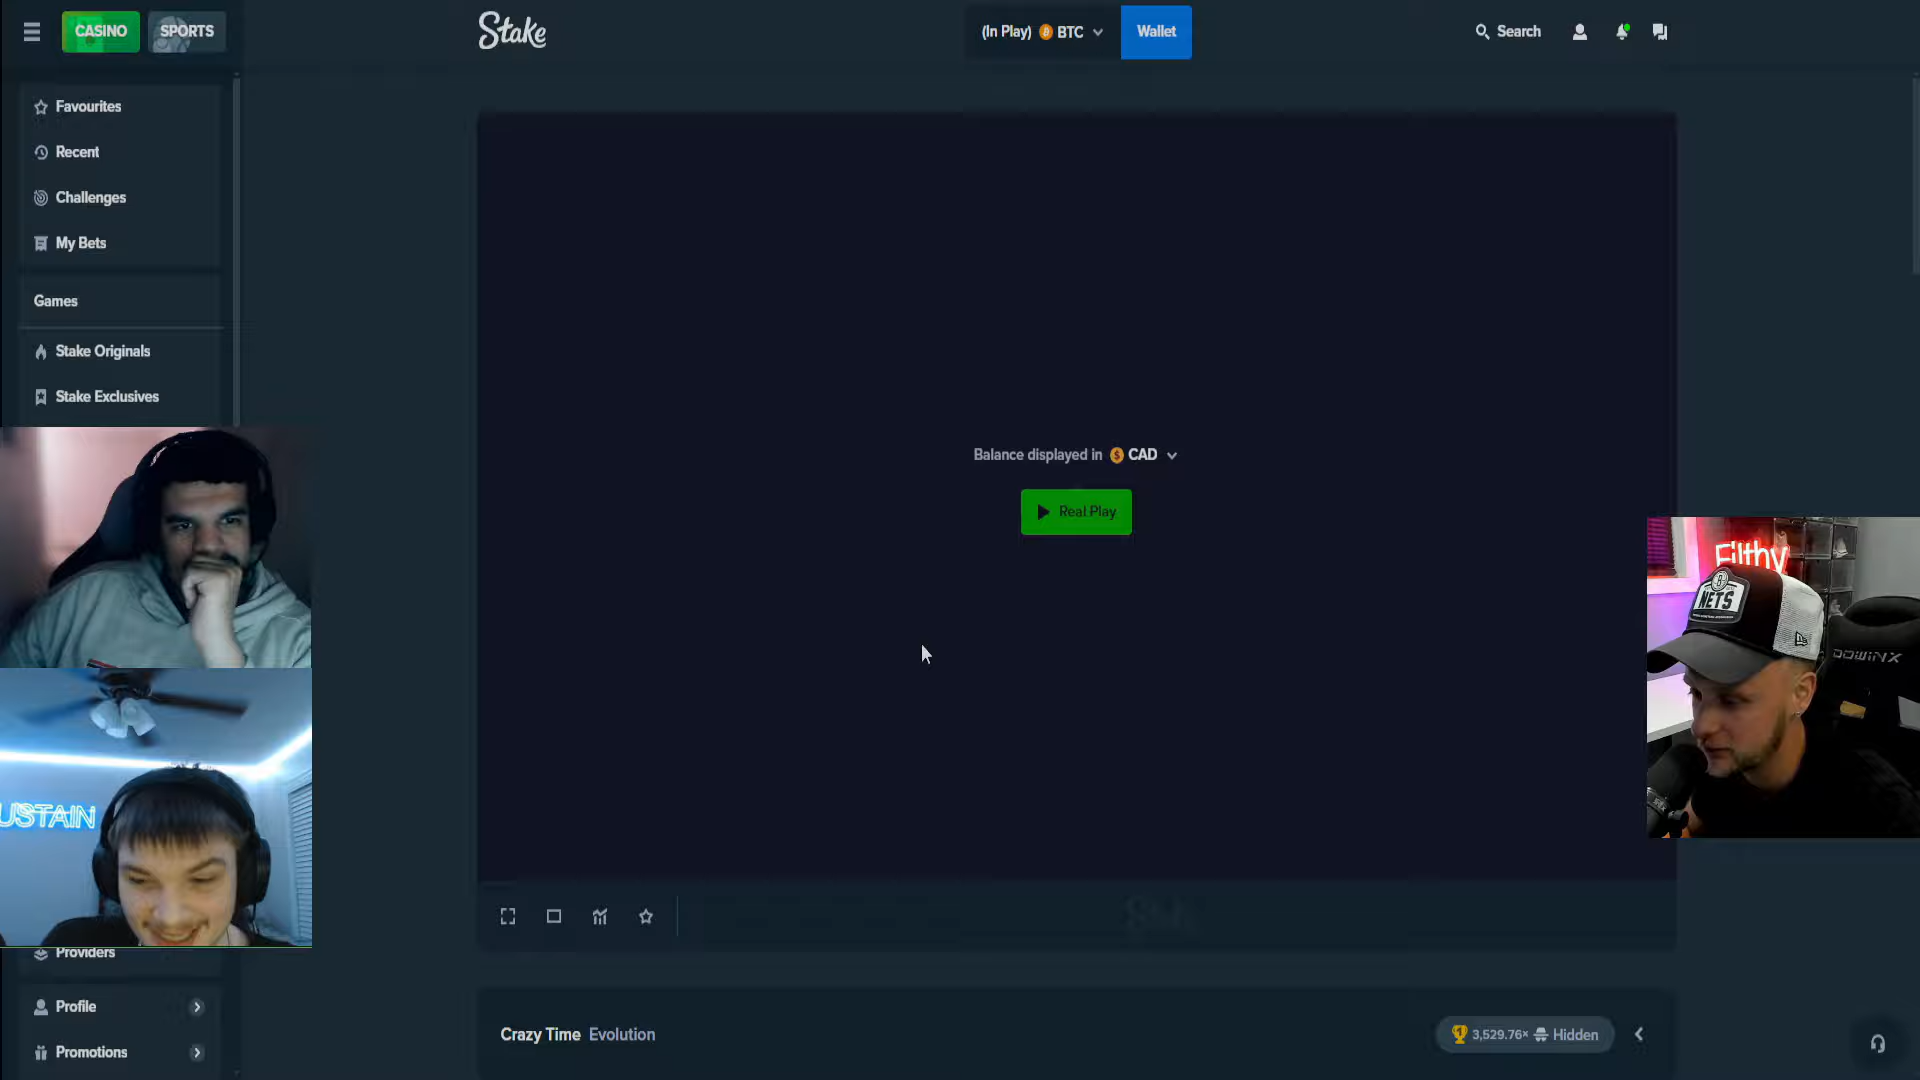 CASINO
SPORTS
Stake
(In Play) BTC
Wallet
Search
Favourites
Recent
Challenges
My Bets
Games
Stake Originals
Stake Exclusives
Balance displayed in CAD
Real Play
Filthy
NETS
DOWINX
USTAIN
Providers
Profile
Promotions
Crazy Time Evolution
3,529.76× Hidden